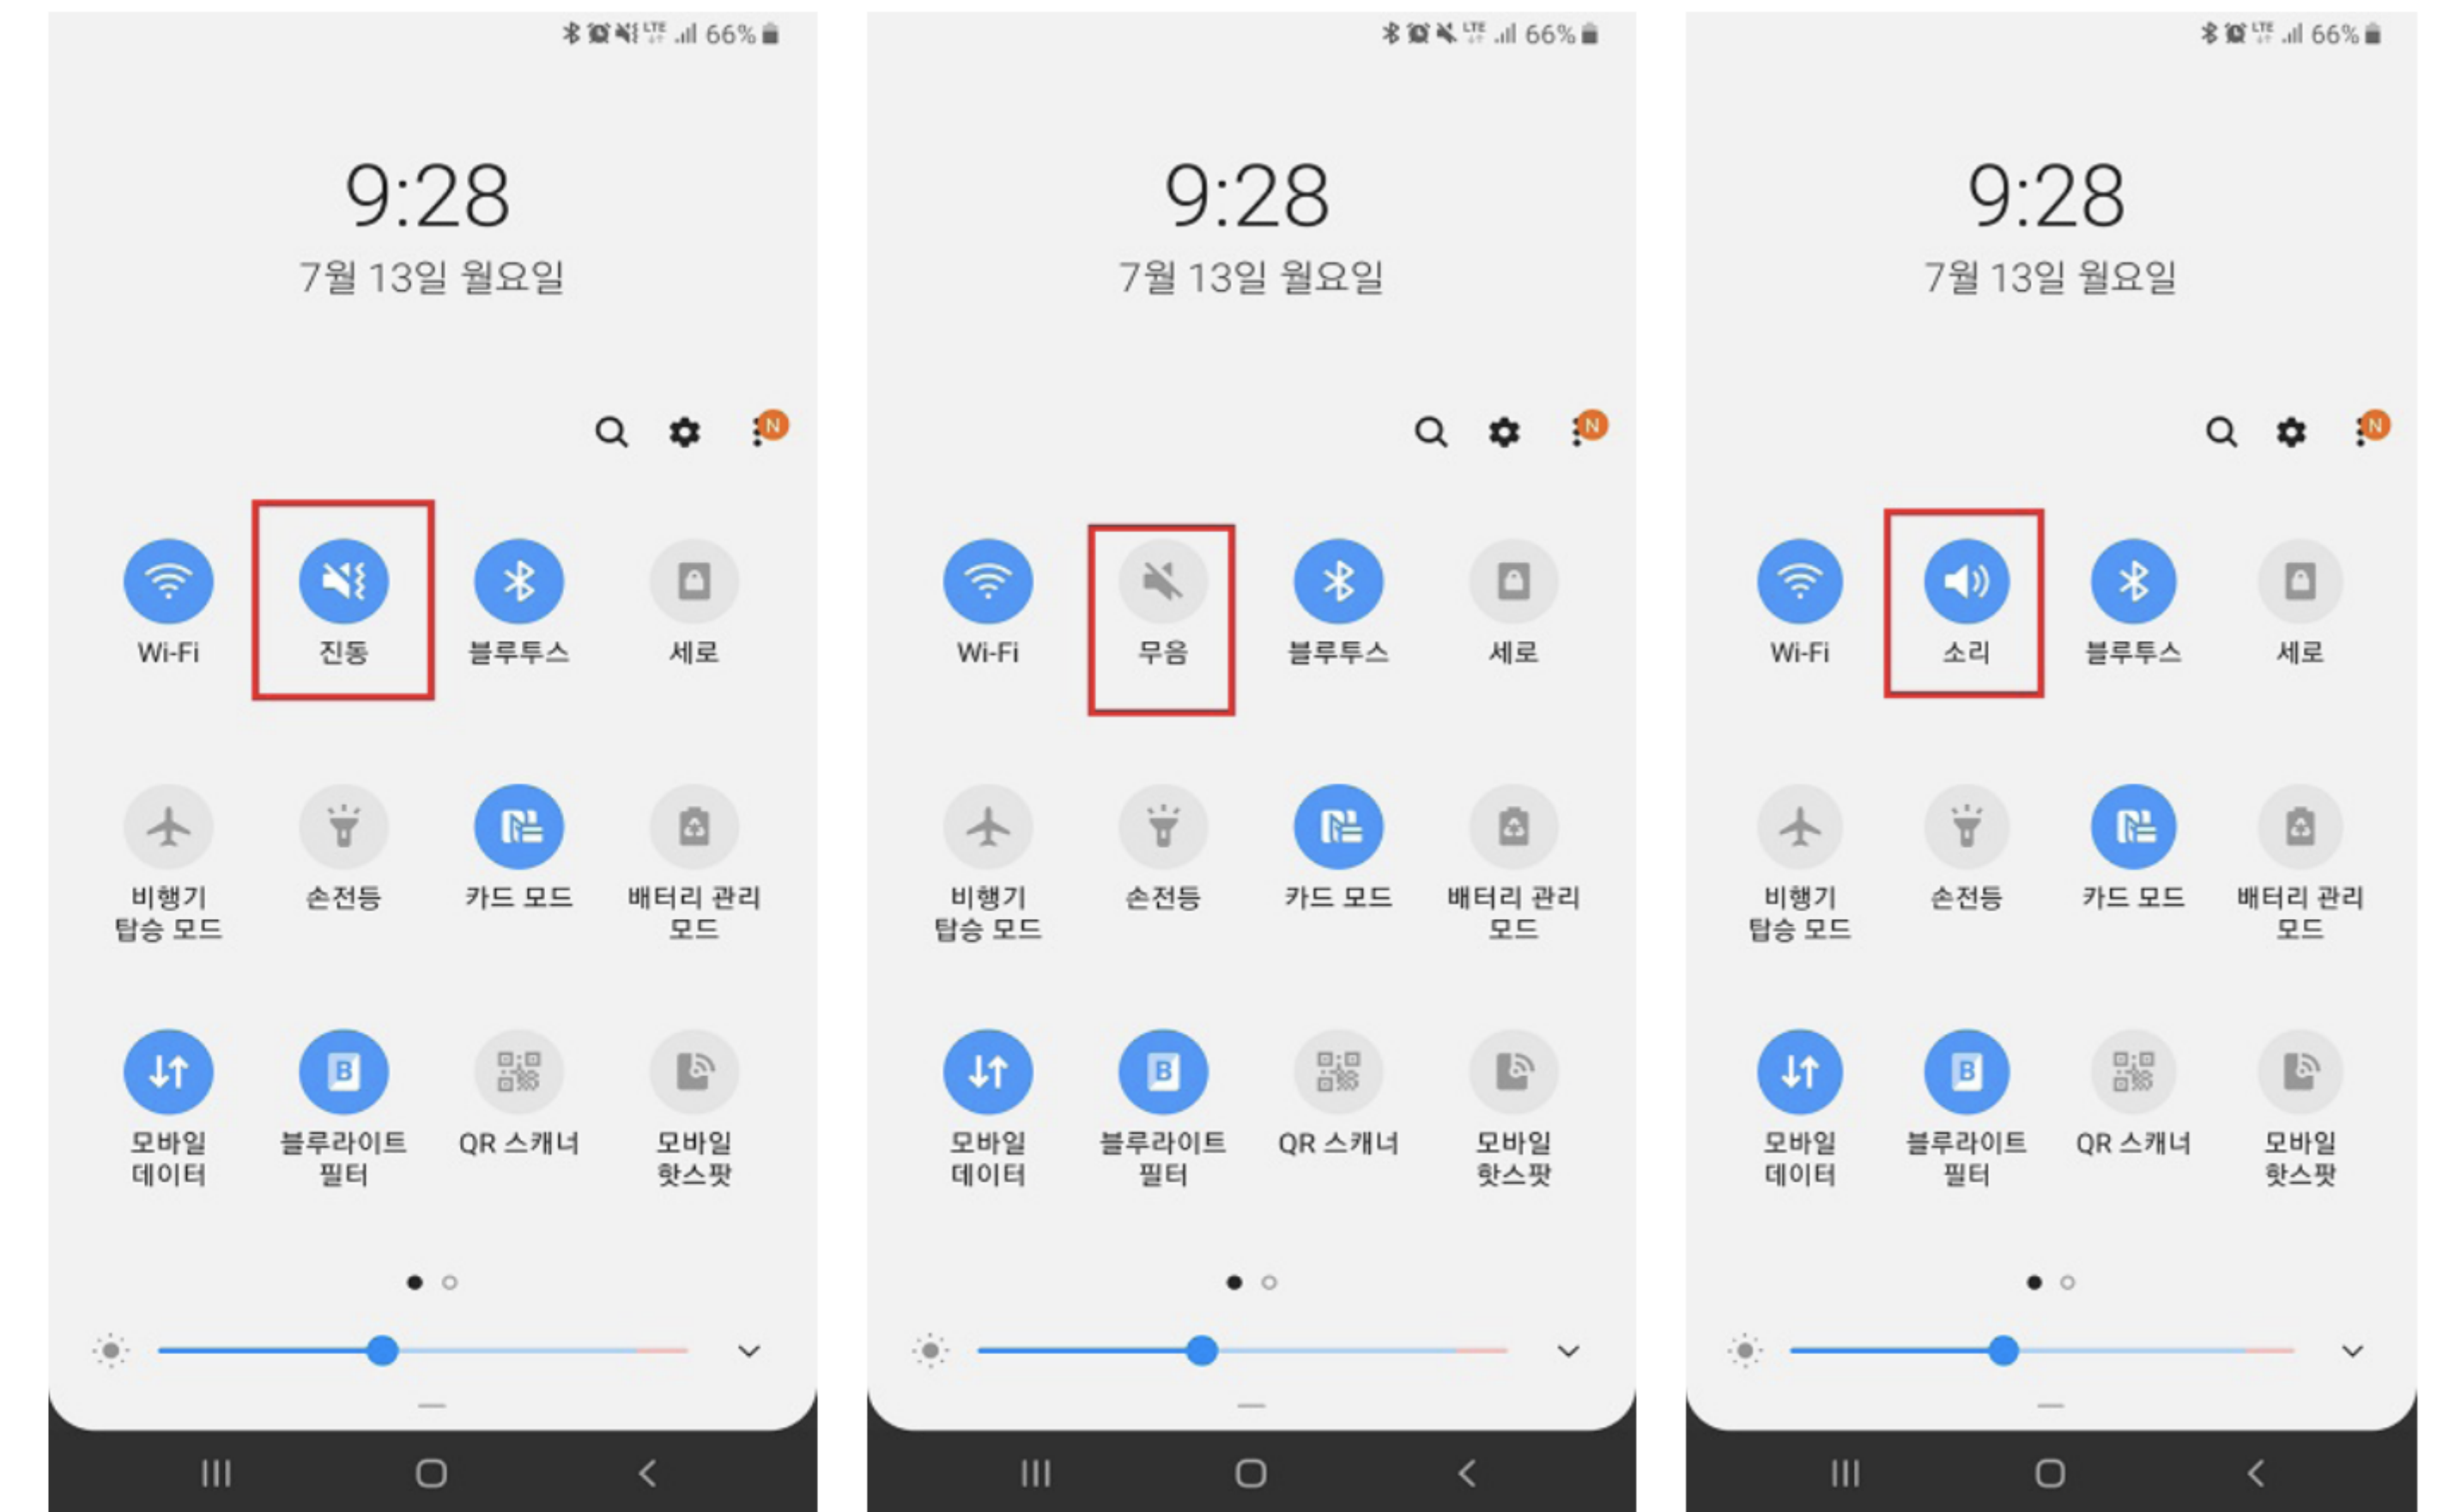 LTE 66%
9:28
7월 13일 월요일
N
Wi-Fi 진동 블루투스 세로
비행기 탑승 모드
손전등
카드 모드
배터리 관리 모드
모바일 데이터
B
블루라이트 필터
QR 스캐너
모바일 핫스팟
LTE 66%
9:28
7월 13일 월요일
N
Wi-Fi 무음 블루투스 세로
비행기 탑승 모드
손전등
카드 모드
배터리 관리 모드
모바일 데이터
B
블루라이트 필터
QR 스캐너
모바일 핫스팟
LTE 66%
9:28
7월 13일 월요일
N
Wi-Fi 소리 블루투스 세로
비행기 탑승 모드
손전등
카드 모드
배터리 관리 모드
모바일 데이터
B
블루라이트 필터
QR 스캐너
모바일 핫스팟